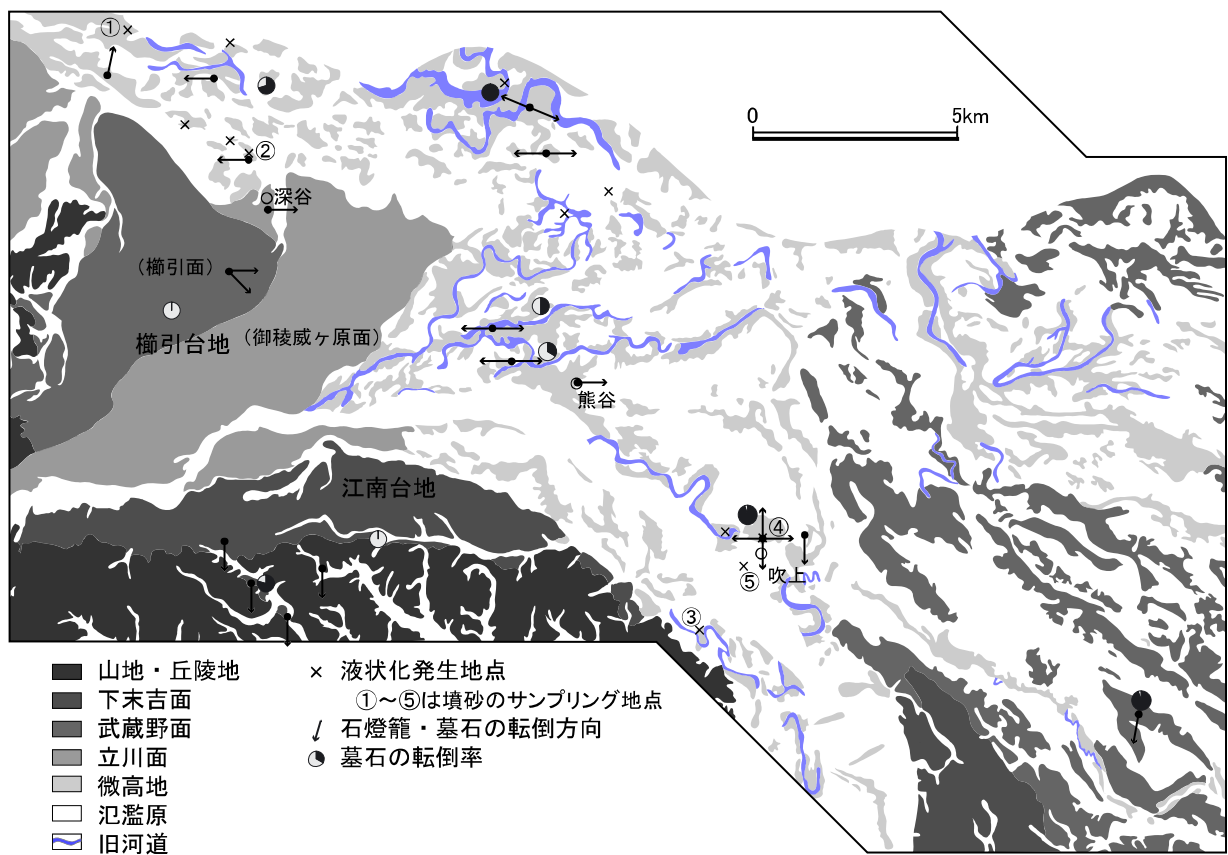 ①
0 5km
②
深谷
（櫛引面）
櫛引台地
（御稜威ヶ原面）
熊谷
江南台地
④
吹上
⑤
③
山地・丘陵地
下末吉面
武蔵野面
立川面
微高地
氾濫原
旧河道
× 液状化発生地点
①～⑤は墳砂のサンプリング地点
石燈籠・墓石の転倒方向
墓石の転倒率